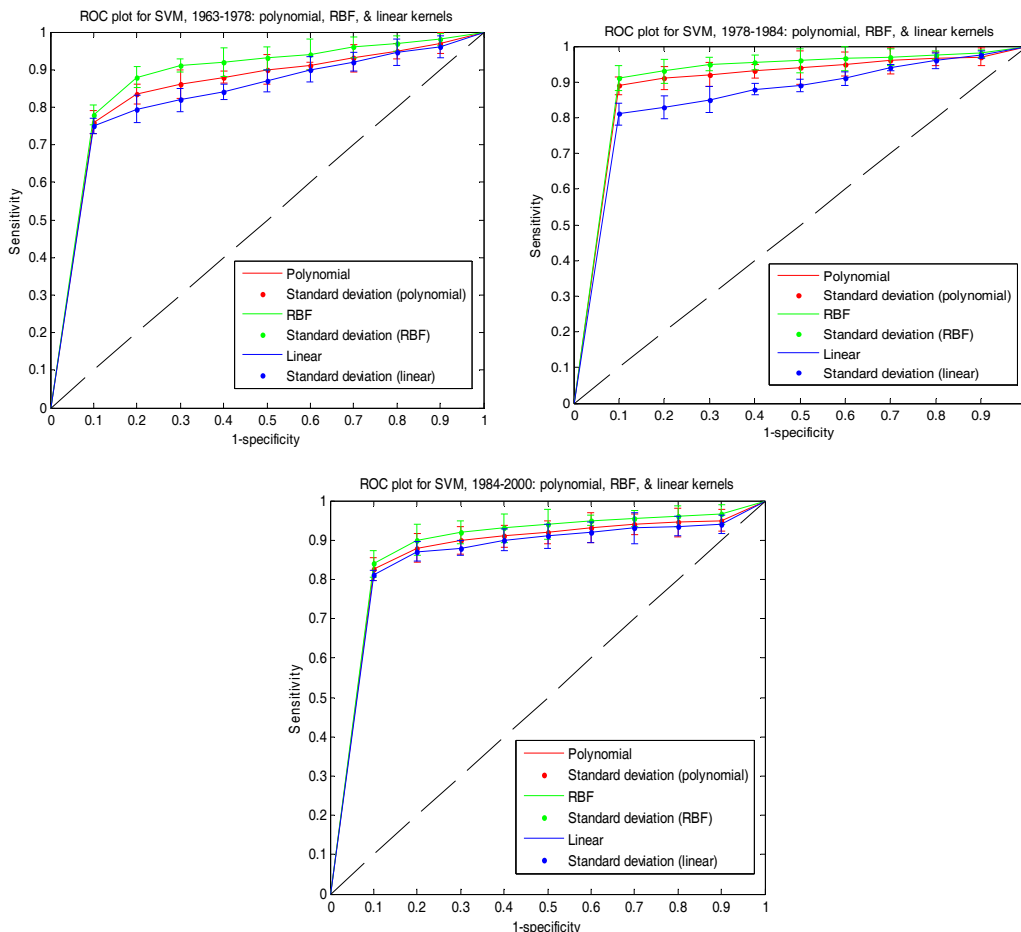 ROC plot for SVM, 1963-1978: polynomial, RBF, & linear kernels
1
0.9
0.8
0.7
0.6
0.5
0.4
0.3
0.2
0.1
0
Sensitivity
Polynomial
Standard deviation (polynomial)
RBF
Standard deviation (RBF)
Linear
Standard deviation (linear)
0 0.1 0.2 0.3 0.4 0.5 0.6 0.7 0.8 0.9 1
1-specificity
ROC plot for SVM, 1978-1984: polynomial, RBF, & linear kernels
1
0.9
0.8
0.7
0.6
0.5
0.4
0.3
0.2
0.1
0
Sensitivity
Polynomial
Standard deviation (polynomial)
RBF
Standard deviation (RBF)
Linear
Standard deviation (linear)
0 0.1 0.2 0.3 0.4 0.5 0.6 0.7 0.8 0.9
1-specificity
ROC plot for SVM, 1984-2000: polynomial, RBF, & linear kernels
1
0.9
0.8
0.7
0.6
0.5
0.4
0.3
0.2
0.1
0
Sensitivity
Polynomial
Standard deviation (polynomial)
RBF
Standard deviation (RBF)
Linear
Standard deviation (linear)
0 0.1 0.2 0.3 0.4 0.5 0.6 0.7 0.8 0.9 1
1-specificity